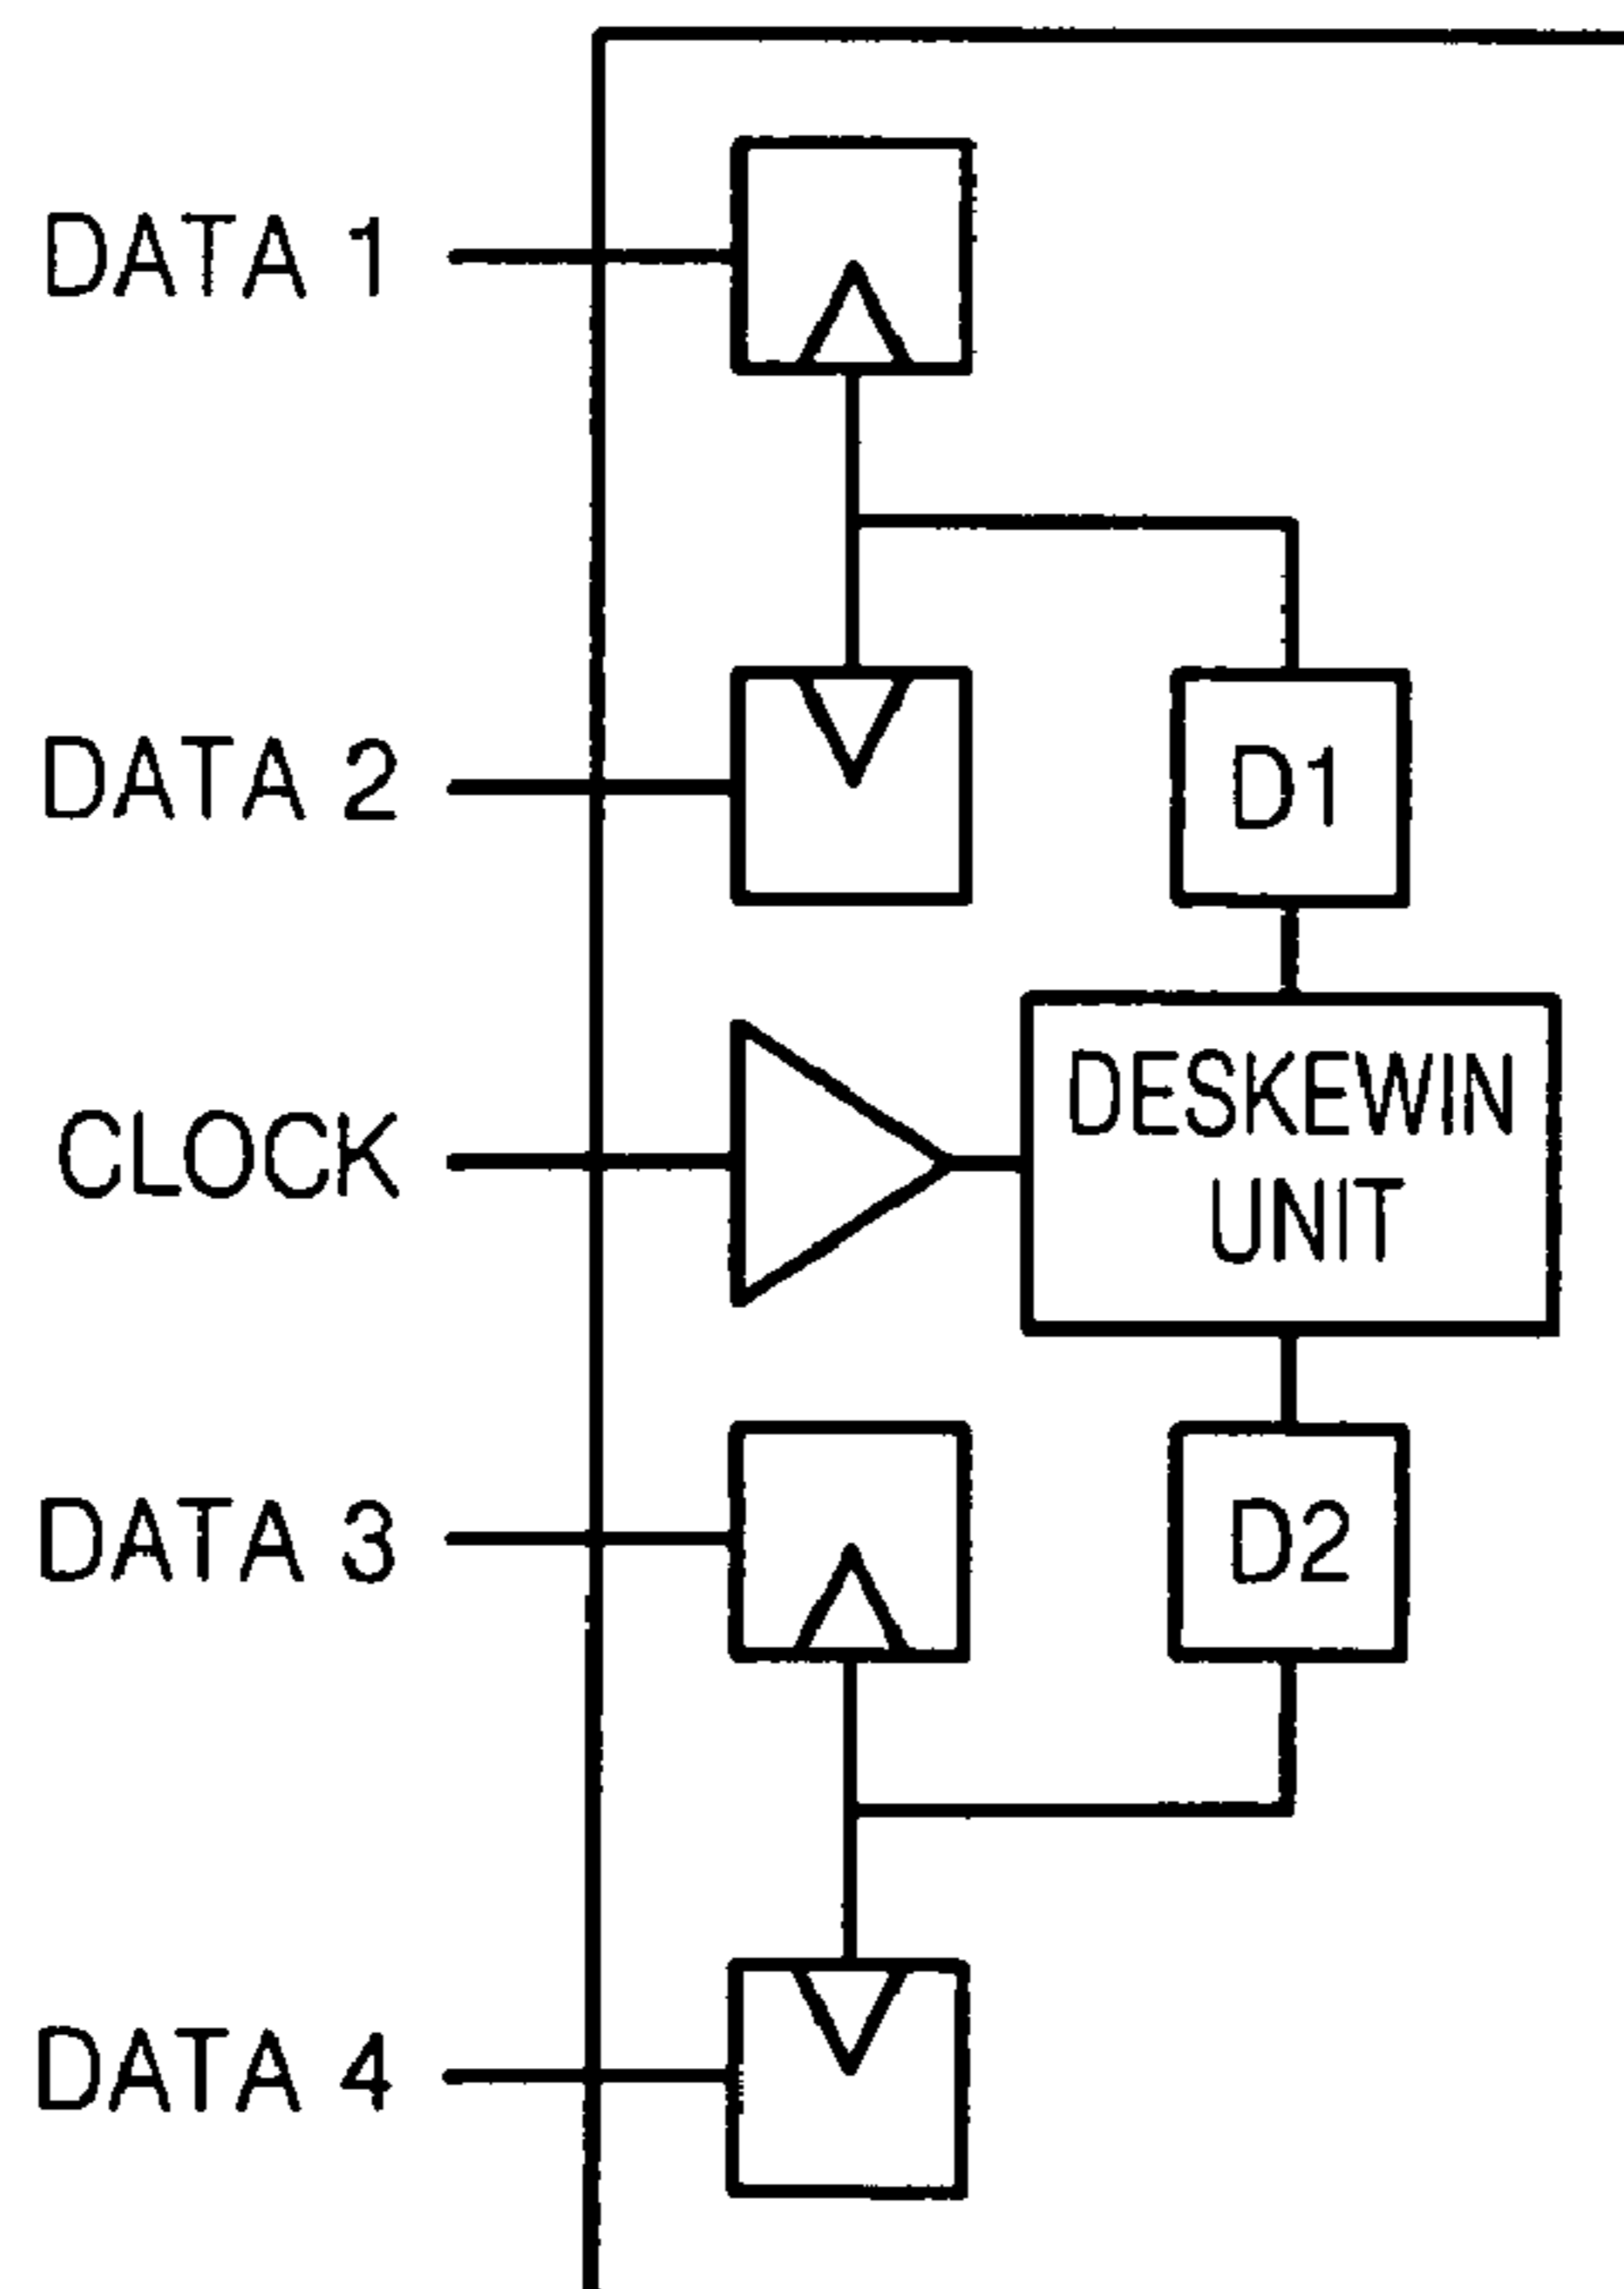 DATA 1
DATA 2
D1
CLOCK
DESKEWIN
UNIT
DATA 3
D2
DATA 4